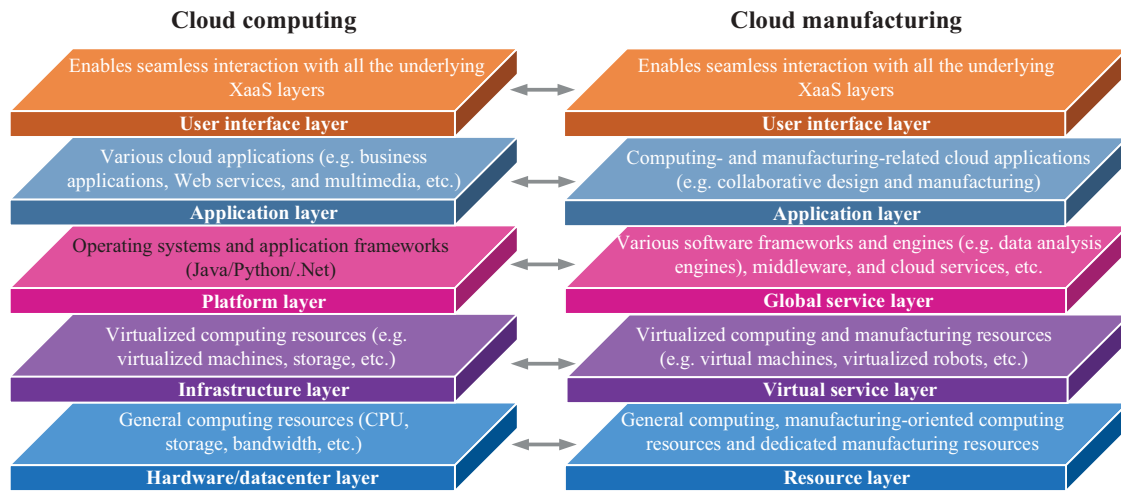 Cloud computing
Enables seamless interaction with all the underlying
XaaS layers
User interface layer
Various cloud applications (e.g. business
applications, Web services, and multimedia, etc.)
Application layer
Operating systems and application frameworks
(Java/Python/.Net)
Platform layer
Virtualized computing resources (e.g.
virtualized machines, storage, etc.)
Infrastructure layer
General computing resources (CPU,
storage, bandwidth, etc.)
Hardware/datacenter layer
Cloud manufacturing
Enables seamless interaction with all the underlying
XaaS layers
User interface layer
Computing- and manufacturing-related cloud applications
(e.g. collaborative design and manufacturing)
Application layer
Various software frameworks and engines (e.g. data analysis
engines), middleware, and cloud services, etc.
Global service layer
Virtualized computing and manufacturing resources
(e.g. virtual machines, virtualized robots, etc.)
Virtual service layer
General computing, manufacturing-oriented computing
resources and dedicated manufacturing resources
Resource layer